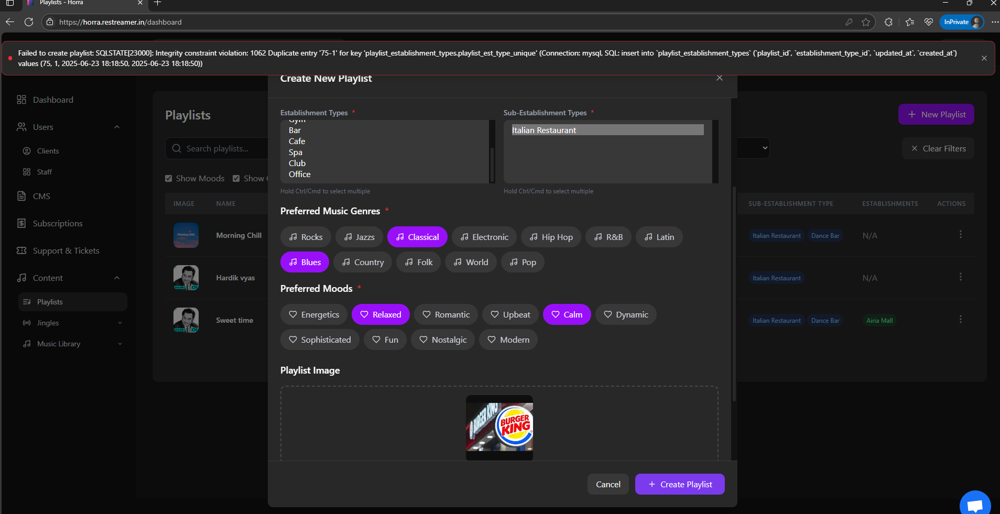 Playlists - Horra
https://horra.restreamer.in/dashboard
InPrivate
Failed to create playlist: SQLSTATE[23000]: Integrity constraint violation: 1062 Duplicate entry '75-1' for key 'playlist_establishment_types.playlist_est_type_unique' (Connection: mysql, SQL: insert into `playlist_establishment_types` (`playlist_id`, `establishment_type_id`, `updated_at`, `created_at`)
values (75, 1, 2025-06-23 18:18:50, 2025-06-23 18:18:50))
Dashboard
Users
Clients
Staff
CMS
Subscriptions
Support & Tickets
Content
Playlists
Jingles
Music Library
Playlists
New Playlist
Search playlists...
Clear Filters
Show Moods
Show
IMAGE NAME SUB-ESTABLISHMENT TYPE ESTABLISHMENTS ACTIONS
Morning Chill Italian Restaurant Dance Bar N/A
Hardik vyas Italian Restaurant N/A
Sweet time Italian Restaurant Dance Bar Airia Mall
Create New Playlist
Establishment Types *
Gym
Bar
Cafe
Spa
Club
Office
Hold Ctrl/Cmd to select multiple
Sub-Establishment Types *
Italian Restaurant
Hold Ctrl/Cmd to select multiple
Preferred Music Genres *
Rocks Jazzs Classical Electronic Hip Hop R&B Latin
Blues Country Folk World Pop
Preferred Moods *
Energetics Relaxed Romantic Upbeat Calm Dynamic
Sophisticated Fun Nostalgic Modern
Playlist Image
BURGER KING
BURGER
KING
Cancel
Create Playlist